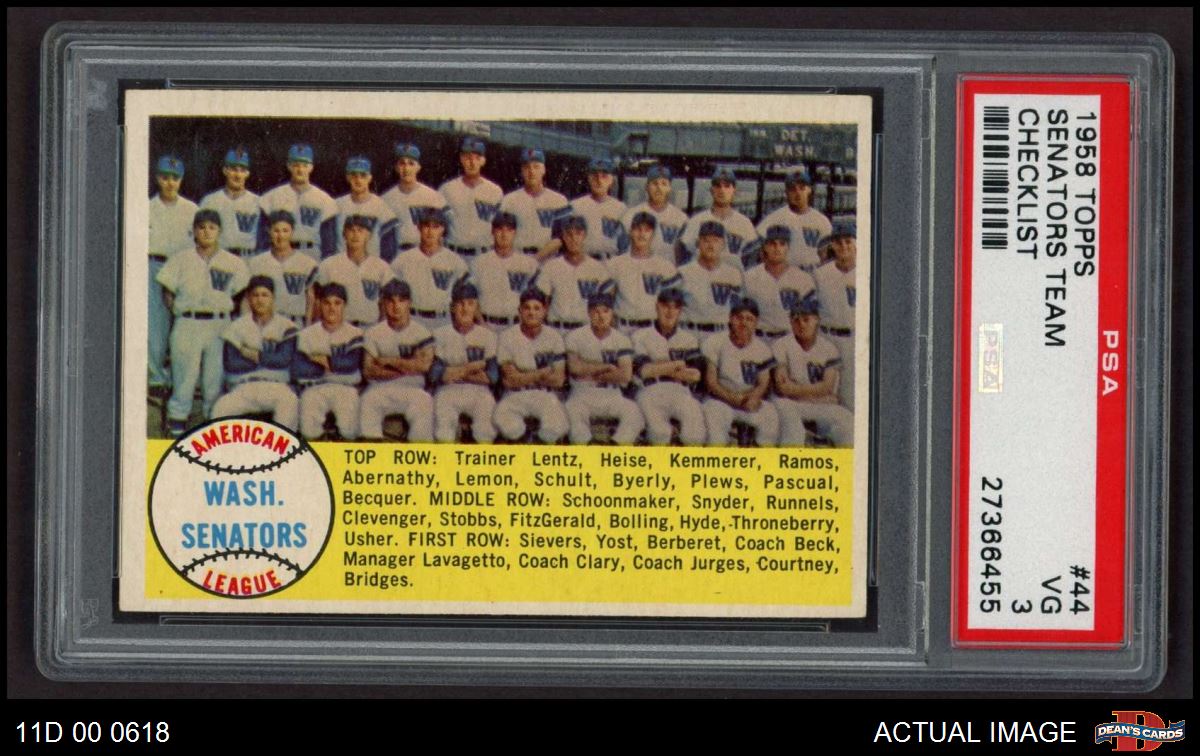 DET.
WASH.
AMERICAN
WASH.
SENATORS
LEAGUE
TOP ROW: Trainer Lentz, Heise, Kemmerer, Ramos,
Abernathy, Lemon, Schult, Byerly, Plews, Pascual,
Becquer. MIDDLE ROW: Schoonmaker, Snyder, Runnels,
Clevenger, Stobbs, FitzGerald, Bolling, Hyde, Throneberry,
Usher. FIRST ROW: Sievers, Yost, Berberet, Coach Beck,
Manager Lavagetto, Coach Clary, Coach Jurges, Courtney,
Bridges.
PSA
1958 TOPPS #44
SENATORS TEAM VG
CHECKLIST 3
PSA
27366455
11D 00 0618
ACTUAL IMAGE
D
DEAN'S CARDS